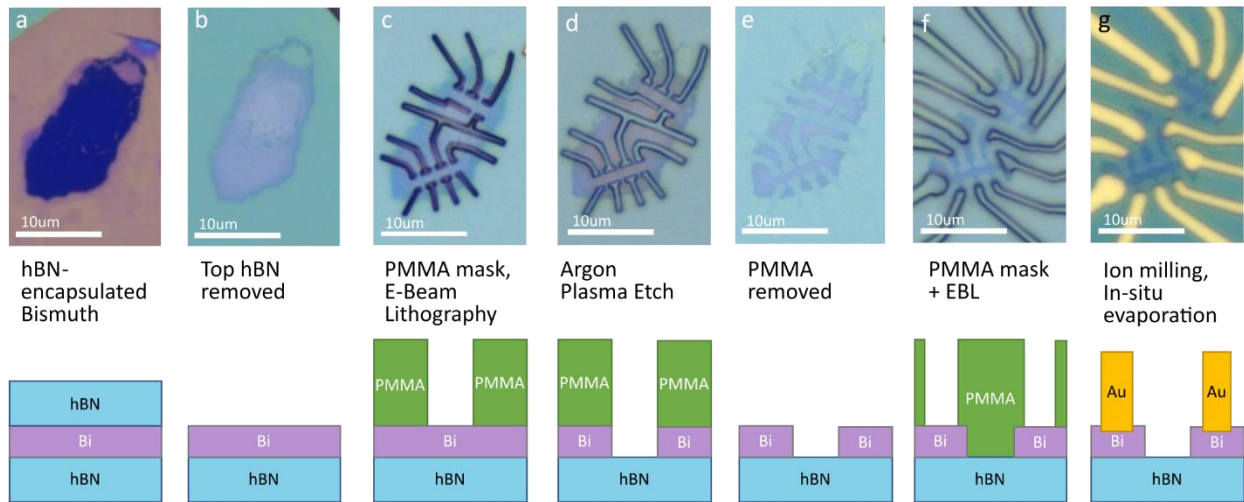 a
b
c
d
e
f
g
10um
10um
10um
10um
10um
10um
10um
hBN-
encapsulated
Bismuth
Top hBN
removed
PMMA mask,
E-Beam
Lithography
Argon
Plasma Etch
PMMA
removed
PMMA mask
+ EBL
Ion milling,
In-situ
evaporation
hBN
Bi
hBN
Bi
hBN
PMMA
PMMA
Bi
hBN
PMMA
PMMA
Bi
Bi
hBN
Bi
Bi
hBN
PMMA
Bi
Bi
hBN
Au
Au
Bi
Bi
hBN